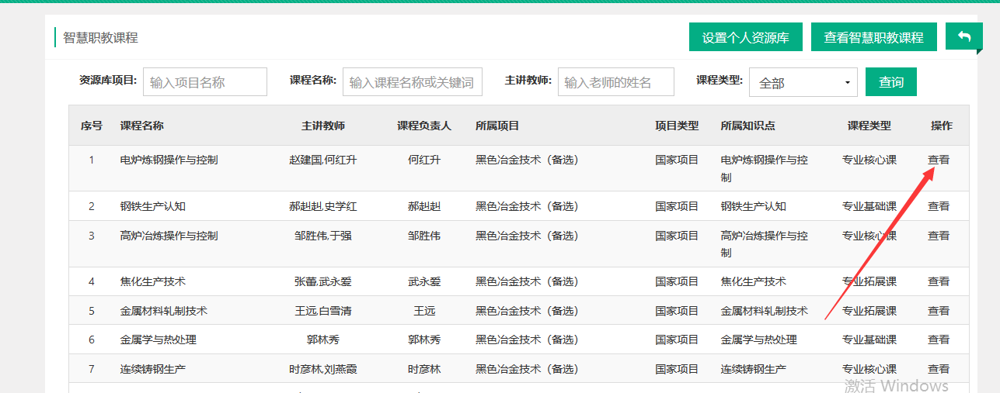 智慧职教课程 设置个人资源库 查看智慧职教课程
资源库项目: 输入项目名称 课程名称: 输入课程名称或关键词 主讲教师: 输入老师的姓名 课程类型: 全部 查询
序号 课程名称 主讲教师 课程负责人 所属项目 项目类型 所属知识点 课程类型 操作
1 电炉炼钢操作与控制 赵建国,何红升 何红升 黑色冶金技术（备选） 国家项目 电炉炼钢操作与控 专业核心课 查看
制
2 钢铁生产认知 郝赳赳,史学红 郝赳赳 黑色冶金技术（备选） 国家项目 钢铁生产认知 专业基础课 查看
3 高炉冶炼操作与控制 邹胜伟,于强 邹胜伟 黑色冶金技术（备选） 国家项目 高炉冶炼操作与控 专业核心课 查看
制
4 焦化生产技术 张蕾,武永爱 武永爱 黑色冶金技术（备选） 国家项目 焦化生产技术 专业拓展课 查看
5 金属材料轧制技术 王远,白雪清 王远 黑色冶金技术（备选） 国家项目 金属材料轧制技术 专业拓展课 查看
6 金属学与热处理 郭林秀 郭林秀 黑色冶金技术（备选） 国家项目 金属学与热处理 专业基础课 查看
7 连续铸钢生产 时彦林,刘燕霞 时彦林 黑色冶金技术（备选） 国家项目 连续铸钢生产 专业核心课 查看
激活 Windows